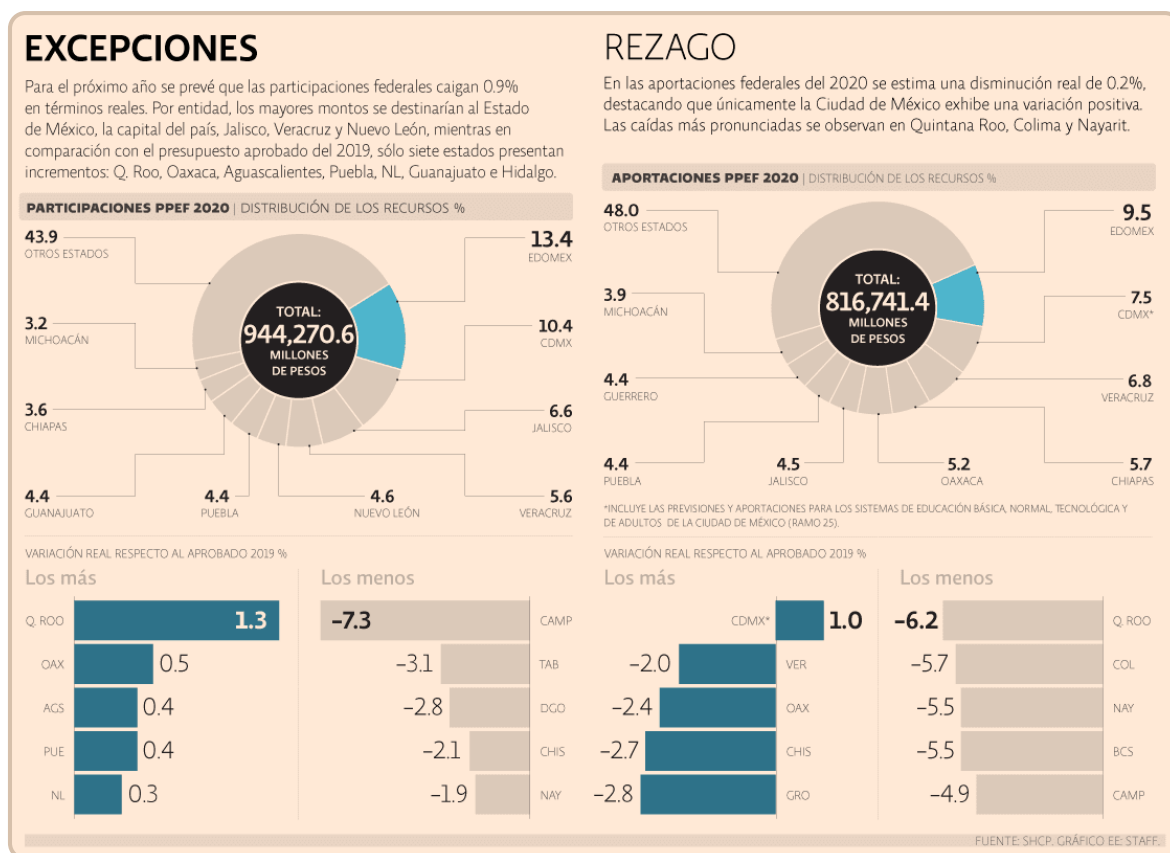 EXCEPCIONES
Para el próximo año se prevé que las participaciones federales caigan 0.9%
en términos reales. Por entidad, los mayores montos se destinarían al Estado
de México, la capital del país, Jalisco, Veracruz y Nuevo León, mientras en
comparación con el presupuesto aprobado del 2019, sólo siete estados presentan
incrementos: Q. Roo, Oaxaca, Aguascalientes, Puebla, NL, Guanajuato e Hidalgo.
PARTICIPACIONES PPEF 2020 | DISTRIBUCIÓN DE LOS RECURSOS %
43.9
OTROS ESTADOS
13.4
EDOMEX
3.2
MICHOACÁN
10.4
CDMX
TOTAL:
944,270.6
MILLONES
DE PESOS
3.6
CHIAPAS
6.6
JALISCO
4.4
GUANAJUATO
4.4
PUEBLA
4.6
NUEVO LEÓN
5.6
VERACRUZ
VARIACIÓN REAL RESPECTO AL APROBADO 2019 %
Los más
Q. ROO 1.3
OAX 0.5
AGS 0.4
PUE 0.4
NL 0.3
Los menos
-7.3 CAMP
-3.1 TAB
-2.8 DGO
-2.1 CHIS
-1.9 NAY
REZAGO
En las aportaciones federales del 2020 se estima una disminución real de 0.2%,
destacando que únicamente la Ciudad de México exhibe una variación positiva.
Las caídas más pronunciadas se observan en Quintana Roo, Colima y Nayarit.
APORTACIONES PPEF 2020 | DISTRIBUCIÓN DE LOS RECURSOS %
48.0
OTROS ESTADOS
9.5
EDOMEX
3.9
MICHOACÁN
7.5
CDMX*
TOTAL:
816,741.4
MILLONES
DE PESOS
4.4
GUERRERO
6.8
VERACRUZ
4.4
PUEBLA
4.5
JALISCO
5.2
OAXACA
5.7
CHIAPAS
*INCLUYE LAS PREVISIONES Y APORTACIONES PARA LOS SISTEMAS DE EDUCACIÓN BÁSICA, NORMAL, TECNOLÓGICA Y
DE ADULTOS DE LA CIUDAD DE MÉXICO (RAMO 25).
VARIACIÓN REAL RESPECTO AL APROBADO 2019 %
Los más
CDMX* 1.0
-2.0 VER
-2.4 OAX
-2.7 CHIS
-2.8 GRO
Los menos
-6.2 Q. ROO
-5.7 COL
-5.5 NAY
-5.5 BCS
-4.9 CAMP
FUENTE: SHCP. GRÁFICO EE: STAFF.